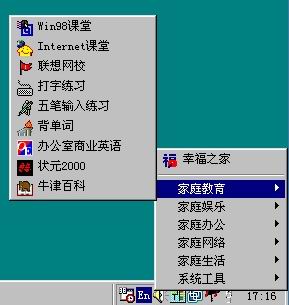 Win98课堂
Internet课堂
联想网校
打字练习
五笔输入练习
背单词
办公室商业英语
状元2000
牛津百科
福 幸福之家
家庭教育
家庭娱乐
家庭办公
家庭网络
家庭生活
系统工具
En
17:16